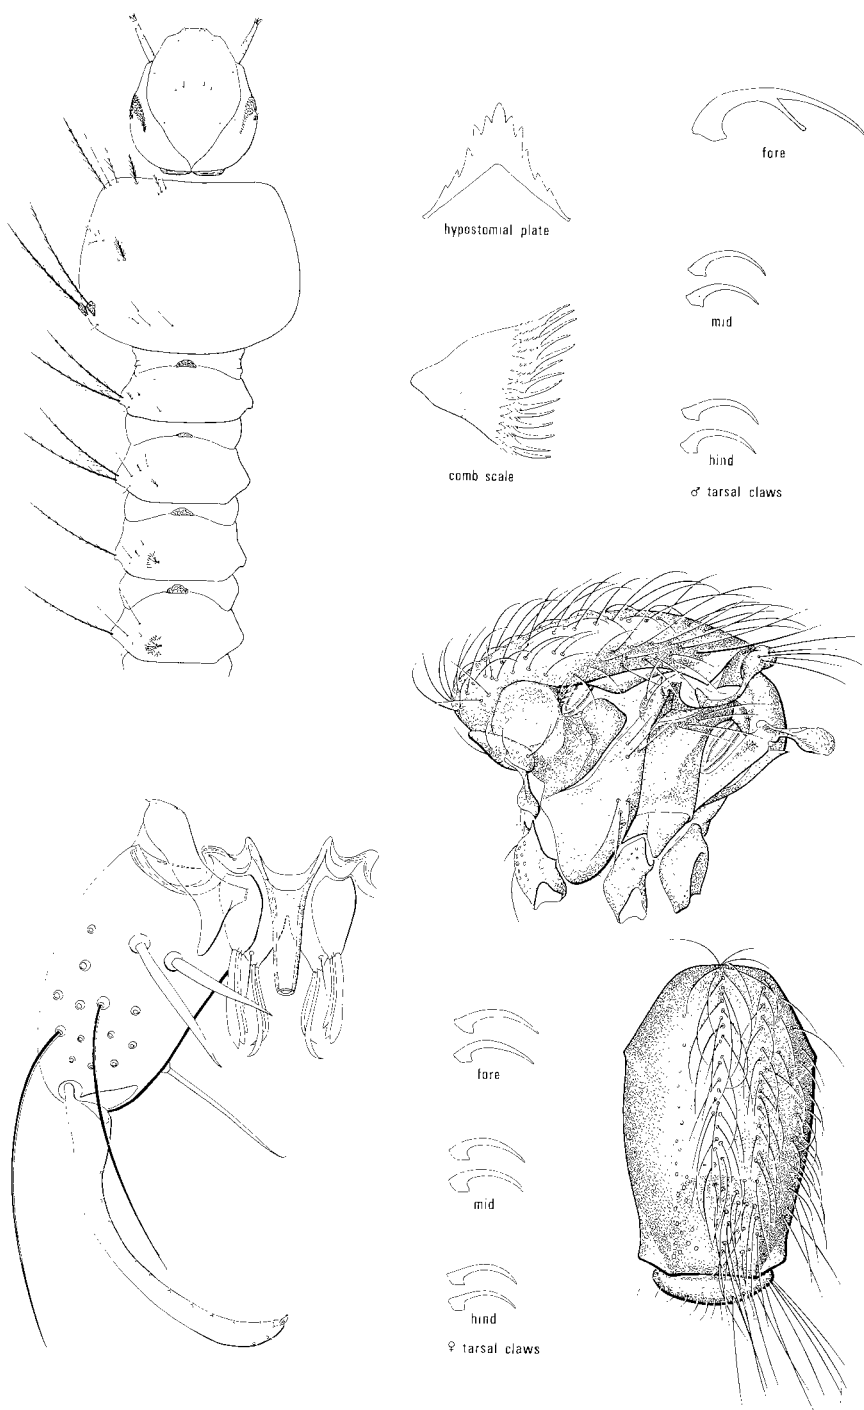 fore
hypostomial plate
mid
comb scale
hind
♂ tarsal claws
fore
mid
hind
♀ tarsal claws